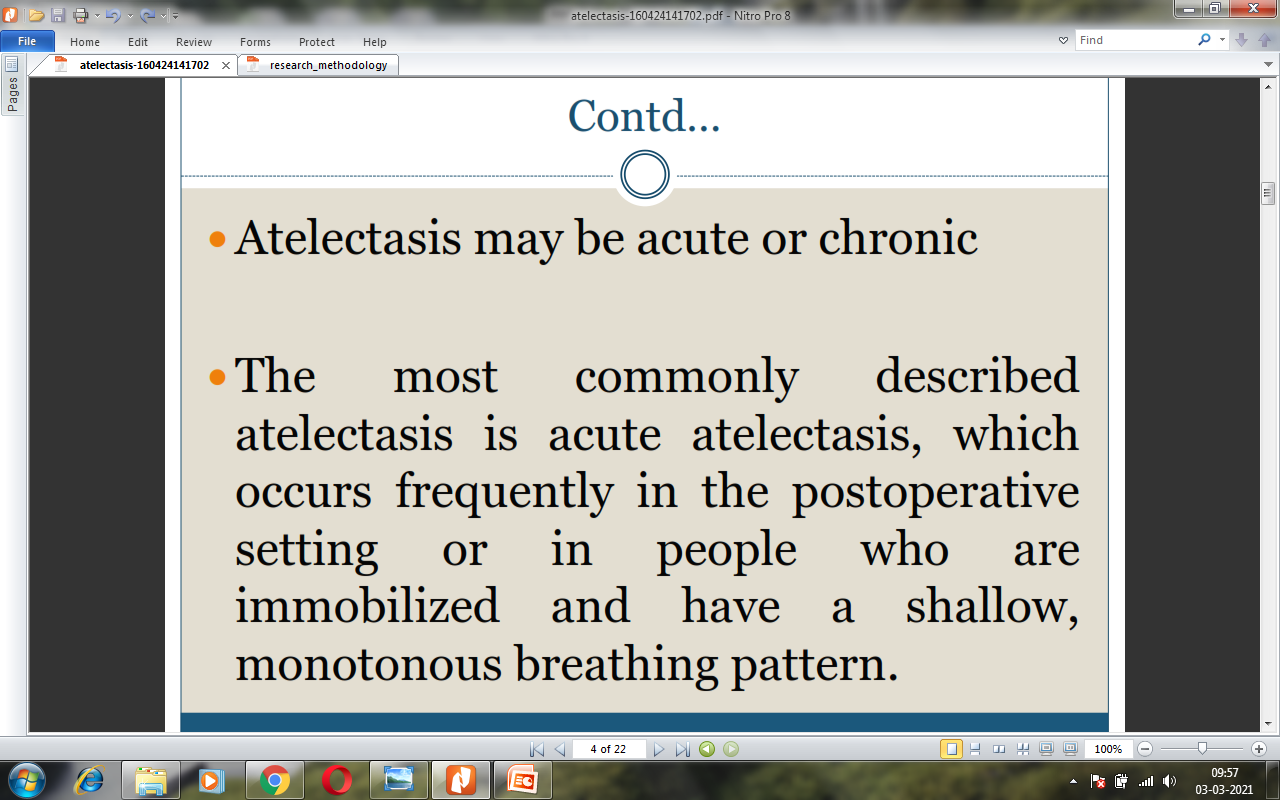 atelectasis-160424141702.pdf - Nitro Pro 8
File Home Edit Review Forms Protect Help
Find
atelectasis-160424141702
research_methodology
Pages
Contd...
Atelectasis may be acute or chronic
The most commonly described
atelectasis is acute atelectasis, which
occurs frequently in the postoperative
setting or in people who are
immobilized and have a shallow,
monotonous breathing pattern.
4 of 22
100%
09:57
03-03-2021